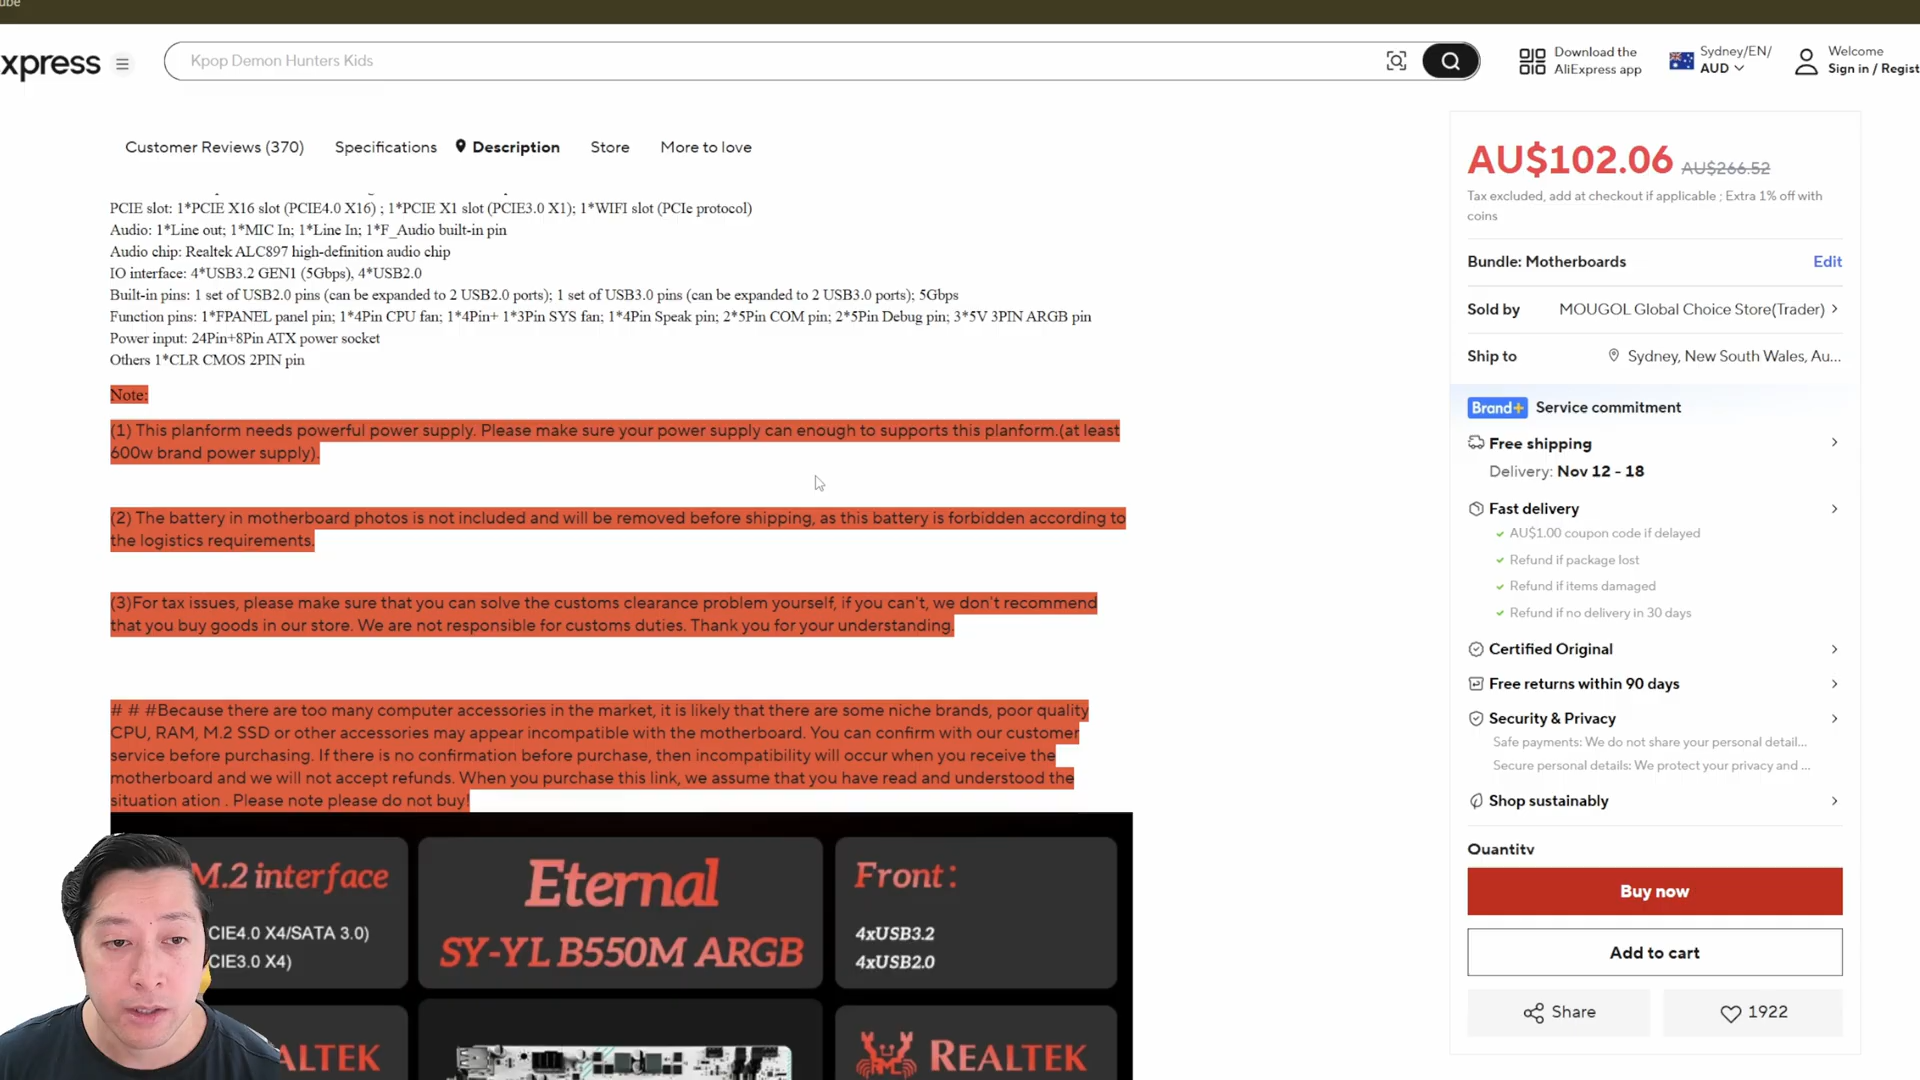 ube
xpress
Kpop Demon Hunters Kids
Download the
AliExpress app
Sydney/EN/
AUD
Welcome
Sign in / Regist
Customer Reviews (370)
Specifications
Description
Store
More to love
PCIE slot: 1*PCIE X16 slot (PCIE4.0 X16) ; 1*PCIE X1 slot (PCIE3.0 X1); 1*WIFI slot (PCIe protocol)
Audio: 1*Line out; 1*MIC In; 1*Line In; 1*F_Audio built-in pin
Audio chip: Realtek ALC897 high-definition audio chip
IO interface: 4*USB3.2 GEN1 (5Gbps), 4*USB2.0
Built-in pins: 1 set of USB2.0 pins (can be expanded to 2 USB2.0 ports); 1 set of USB3.0 pins (can be expanded to 2 USB3.0 ports); 5Gbps
Function pins: 1*FPANEL panel pin; 1*4Pin CPU fan; 1*4Pin+ 1*3Pin SYS fan; 1*4Pin Speak pin; 2*5Pin COM pin; 2*5Pin Debug pin; 3*5V 3PIN ARGB pin
Power input: 24Pin+8Pin ATX power socket
Others 1*CLR CMOS 2PIN pin
Note:
(1) This planform needs powerful power supply. Please make sure your power supply can enough to supports this planform.(at least
600w brand power supply).
(2) The battery in motherboard photos is not included and will be removed before shipping, as this battery is forbidden according to
the logistics requirements.
(3)For tax issues, please make sure that you can solve the customs clearance problem yourself, if you can't, we don't recommend
that you buy goods in our store. We are not responsible for customs duties. Thank you for your understanding.
# # #Because there are too many computer accessories in the market, it is likely that there are some niche brands, poor quality
CPU, RAM, M.2 SSD or other accessories may appear incompatible with the motherboard. You can confirm with our customer
service before purchasing. If there is no confirmation before purchase, then incompatibility will occur when you receive the
motherboard and we will not accept refunds. When you purchase this link, we assume that you have read and understood the
situation ation . Please note please do not buy!
M.2 interface
CIE4.0 X4/SATA 3.0)
CIE3.0 X4)
Eternal
SY-YL B550M ARGB
Front:
4xUSB3.2
4xUSB2.0
ALTEK
REALTEK
AU$102.06 AU$266.52
Tax excluded, add at checkout if applicable ; Extra 1% off with
coins
Bundle: Motherboards
Edit
Sold by
MOUGOL Global Choice Store(Trader)
Ship to
Sydney, New South Wales, Au...
Brand+ Service commitment
Free shipping
Delivery: Nov 12 - 18
Fast delivery
AU$1.00 coupon code if delayed
Refund if package lost
Refund if items damaged
Refund if no delivery in 30 days
Certified Original
Free returns within 90 days
Security & Privacy
Safe payments: We do not share your personal detail...
Secure personal details: We protect your privacy and ...
Shop sustainably
Quantity
Buy now
Add to cart
Share
1922